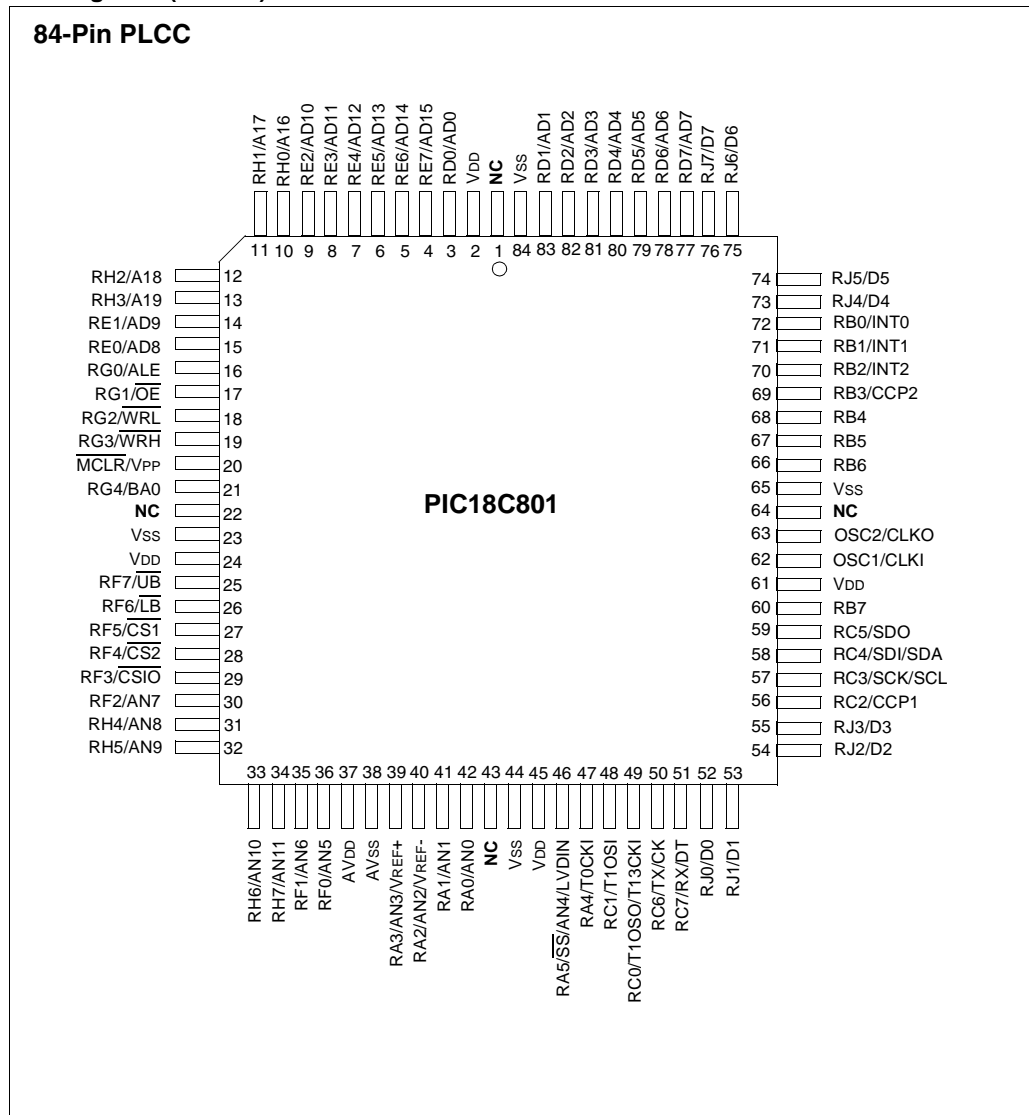 84-Pin PLCC
RH1/A17
RH0/A16
RE2/AD10
RE3/AD11
RE4/AD12
RE5/AD13
RE6/AD14
RE7/AD15
RD0/AD0
VDD
NC
VSS
RD1/AD1
RD2/AD2
RD3/AD3
RD4/AD4
RD5/AD5
RD6/AD6
RD7/AD7
RJ7/D7
RJ6/D6
11 10 9 8 7 6 5 4 3 2 1 84 83 82 81 80 79 78 77 76 75
RH2/A18 12
RH3/A19 13
RE1/AD9 14
RE0/AD8 15
RG0/ALE 16
RG1/OE 17
RG2/WRL 18
RG3/WRH 19
MCLR/VPP 20
RG4/BA0 21
NC 22
VSS 23
VDD 24
RF7/UB 25
RF6/LB 26
RF5/CS1 27
RF4/CS2 28
RF3/CSIO 29
RF2/AN7 30
RH4/AN8 31
RH5/AN9 32
PIC18C801
74 RJ5/D5
73 RJ4/D4
72 RB0/INT0
71 RB1/INT1
70 RB2/INT2
69 RB3/CCP2
68 RB4
67 RB5
66 RB6
65 VSS
64 NC
63 OSC2/CLKO
62 OSC1/CLKI
61 VDD
60 RB7
59 RC5/SDO
58 RC4/SDI/SDA
57 RC3/SCK/SCL
56 RC2/CCP1
55 RJ3/D3
54 RJ2/D2
33 34 35 36 37 38 39 40 41 42 43 44 45 46 47 48 49 50 51 52 53
RH6/AN10
RH7/AN11
RF1/AN6
RF0/AN5
AVDD
AVSS
RA3/AN3/VREF+
RA2/AN2/VREF-
RA1/AN1
RA0/AN0
NC
VSS
VDD
RA5/SS/AN4/LVDIN
RA4/T0CKI
RC1/T1OSI
RC0/T1OSO/T13CKI
RC6/TX/CK
RC7/RX/DT
RJ0/D0
RJ1/D1